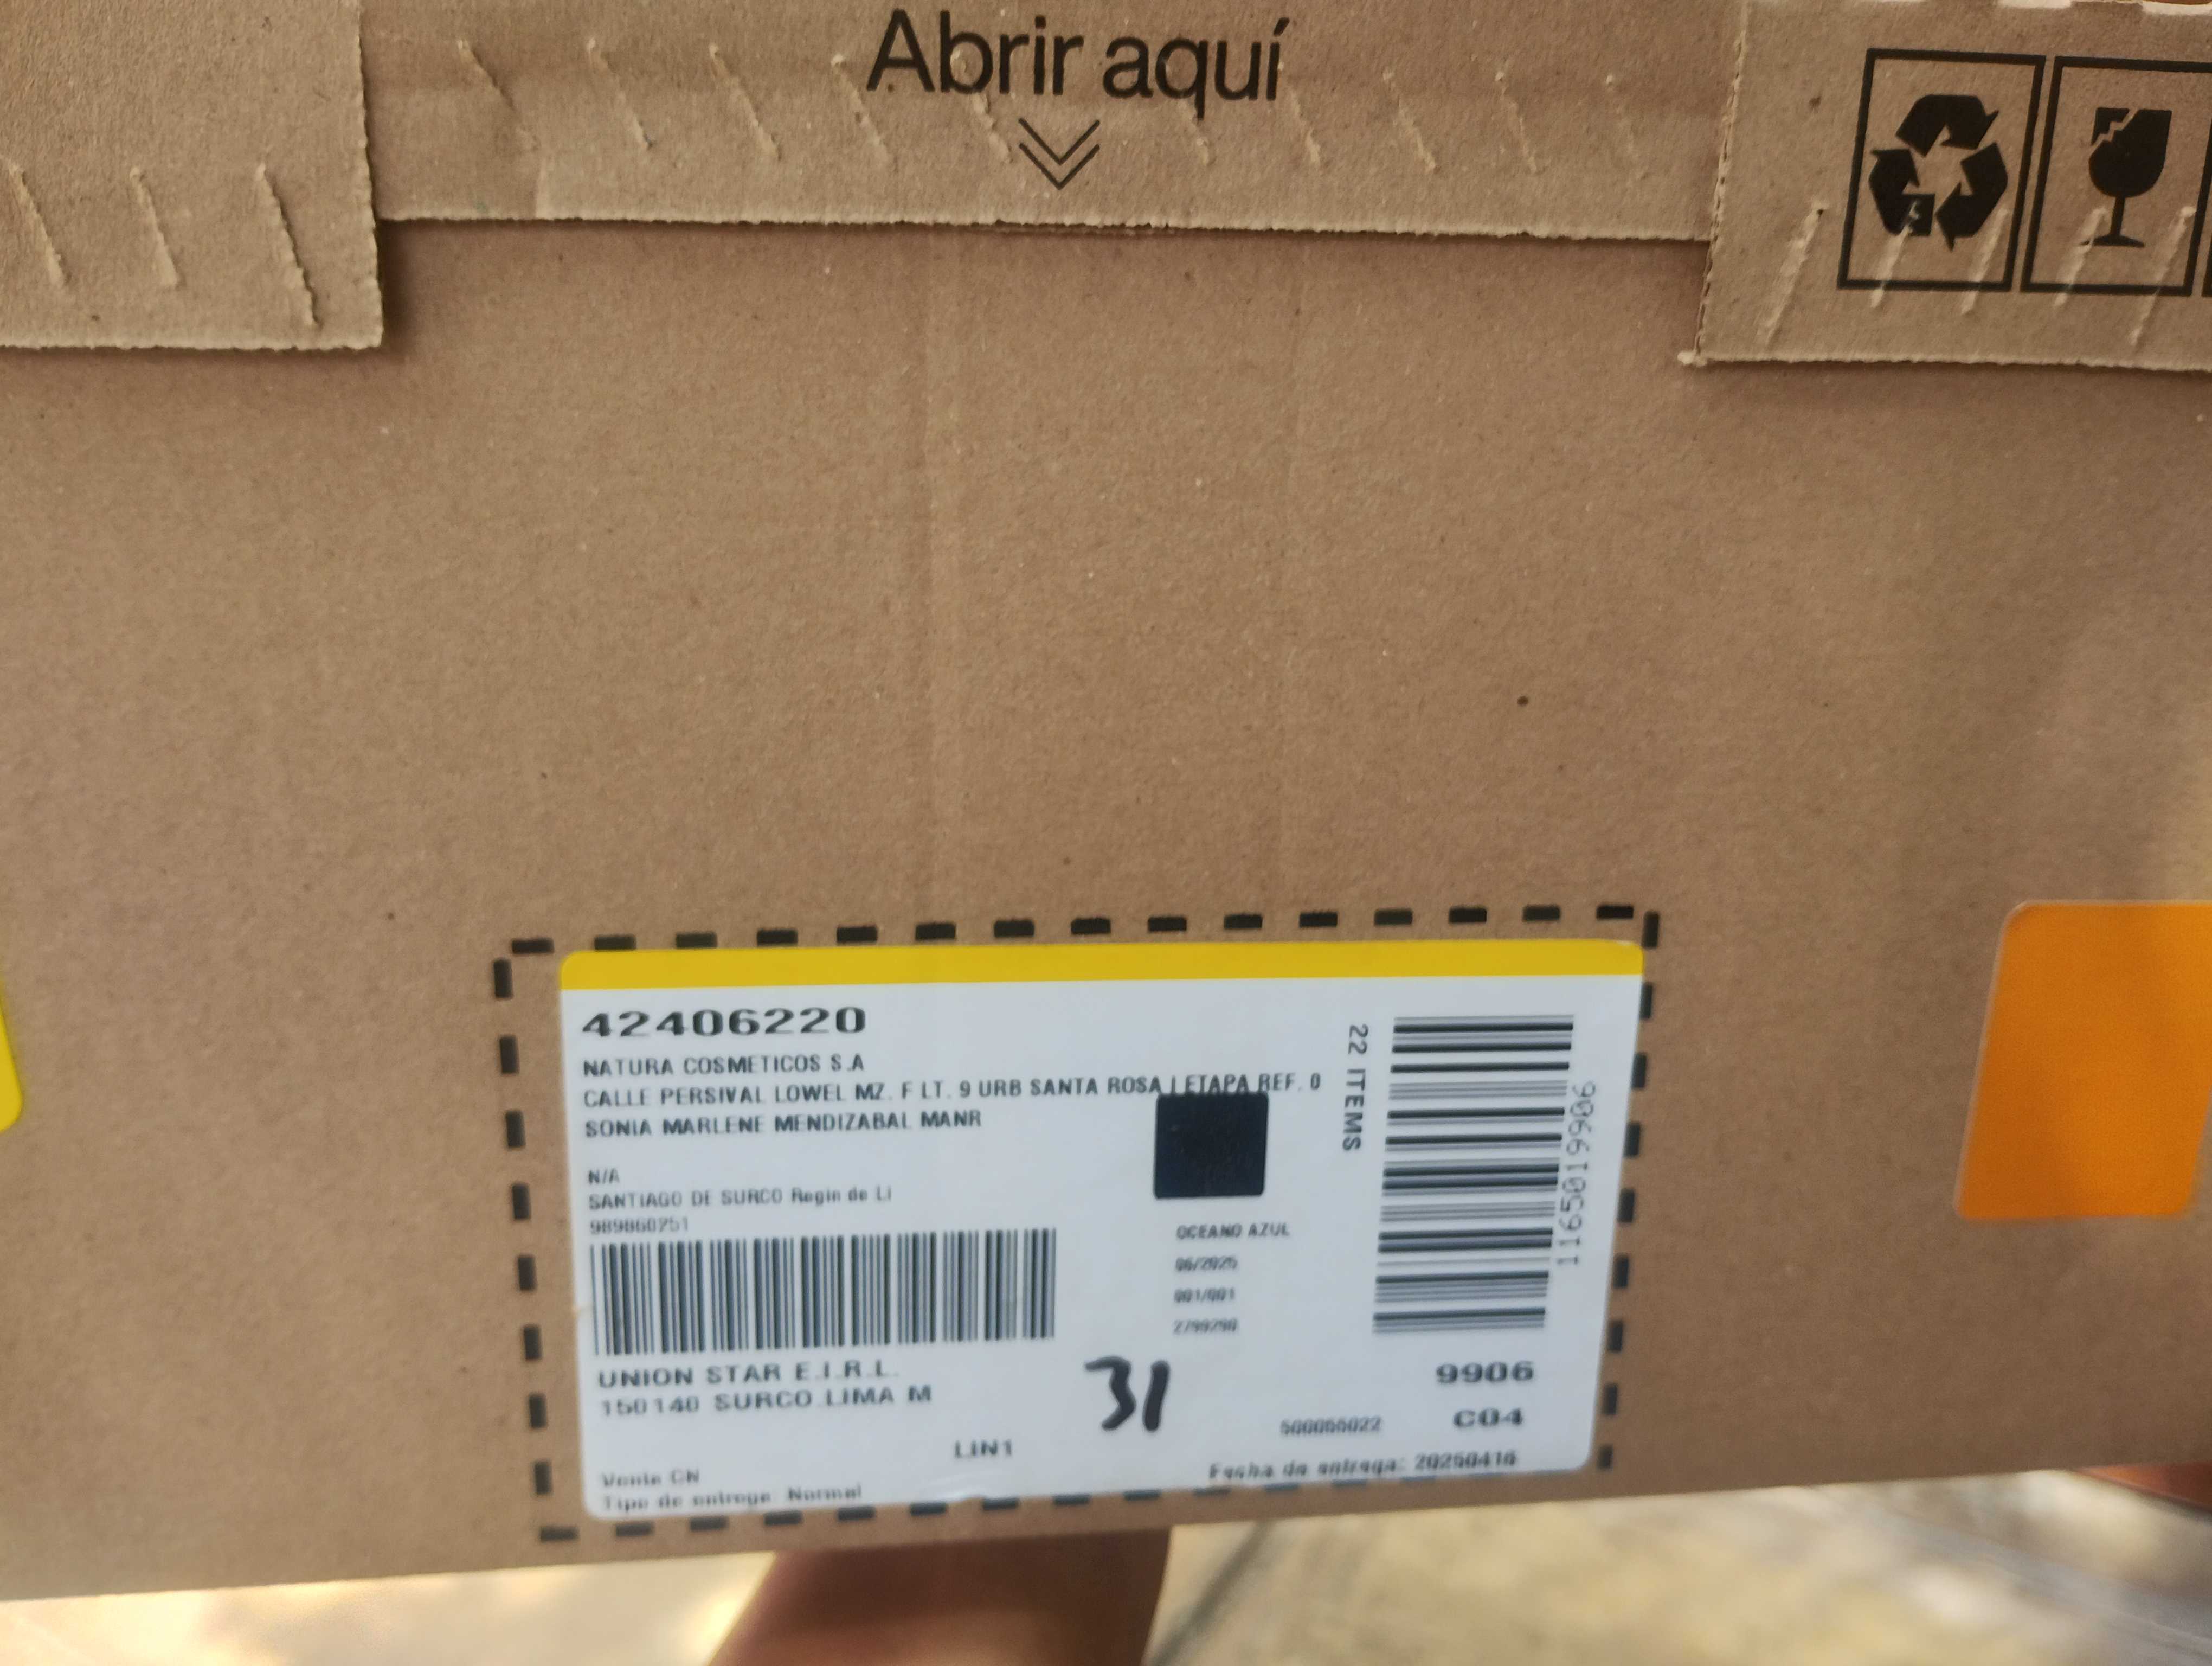 Abrir aquí
42406220
NATURA COSMETICOS S.A
CALLE PERSIVAL LOWEL MZ. F LT. 9 URB SANTA ROSA I ETAPA REF. 0
SONIA MARLENE MENDIZABAL MANR
N/A
SANTIAGO DE SURCO Regin de Li
989860251
22 ITEMS
11650199906
OCEANO AZUL
06/2025
001/001
UNION STAR E.I.R.L.
150140 SURCO LIMA M
31
9906
C04
LIN1
Venta CN
Tipo de entrega: Normal
Fecha de entrega: 20250416